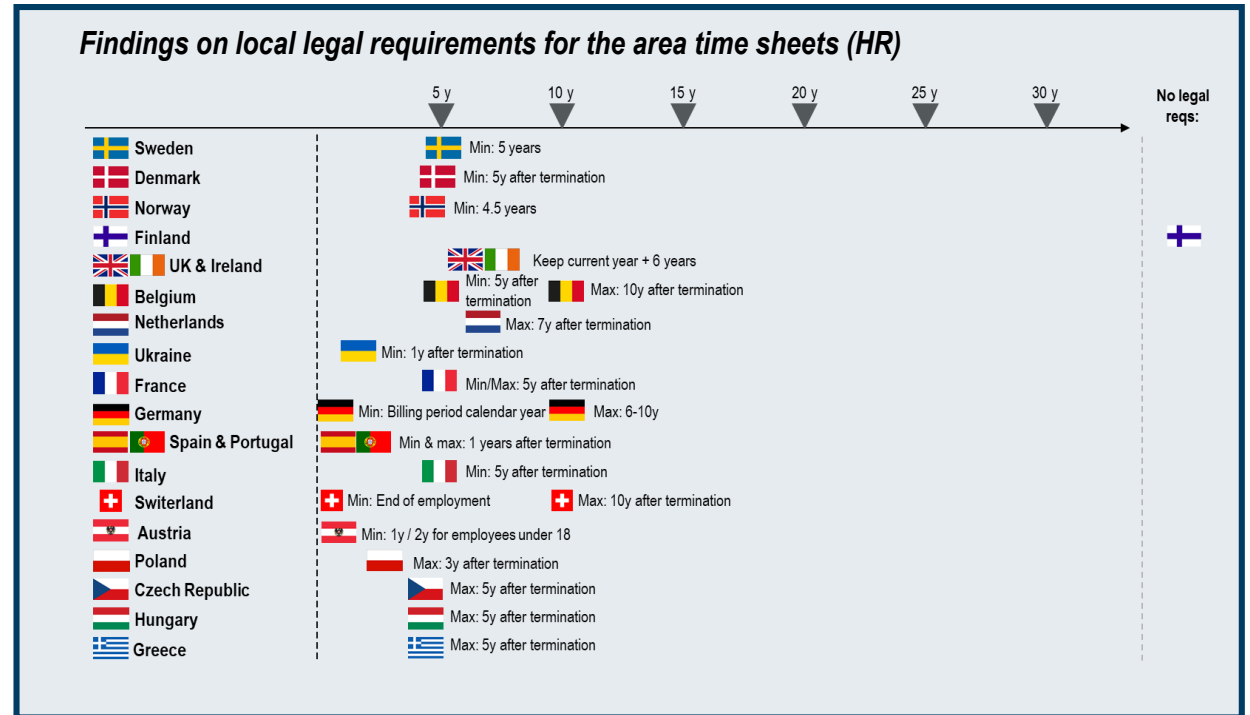 Findings on local legal requirements for the area time sheets (HR)
5 y
10 y
15 y
20 y
25 y
30 y
No legal
reqs:
Sweden
Min: 5 years
Denmark
Min: 5y after termination
Norway
Min: 4.5 years
Finland
UK & Ireland
Keep current year + 6 years
Belgium
Min: 5y after
termination
Max: 10y after termination
Netherlands
Max: 7y after termination
Ukraine
Min: 1y after termination
France
Min/Max: 5y after termination
Germany
Min: Billing period calendar year
Max: 6-10y
Spain & Portugal
Min & max: 1 years after termination
Italy
Min: 5y after termination
Switerland
Min: End of employment
Max: 10y after termination
Austria
Min: 1y / 2y for employees under 18
Poland
Max: 3y after termination
Czech Republic
Max: 5y after termination
Hungary
Max: 5y after termination
Greece
Max: 5y after termination